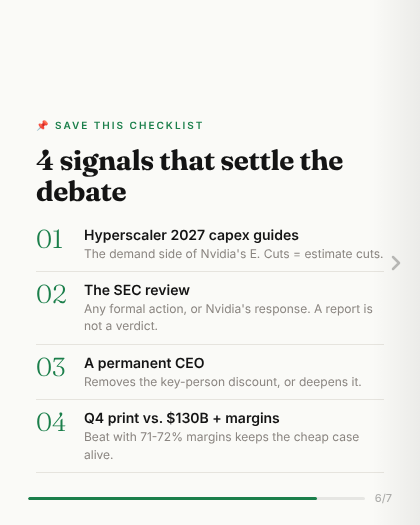 📌 SAVE THIS CHECKLIST
4 signals that settle the
debate
01 Hyperscaler 2027 capex guides
The demand side of Nvidia's E. Cuts = estimate cuts.
02 The SEC review
Any formal action, or Nvidia's response. A report is
not a verdict.
03 A permanent CEO
Removes the key-person discount, or deepens it.
04 Q4 print vs. $130B + margins
Beat with 71-72% margins keeps the cheap case
alive.
6/7